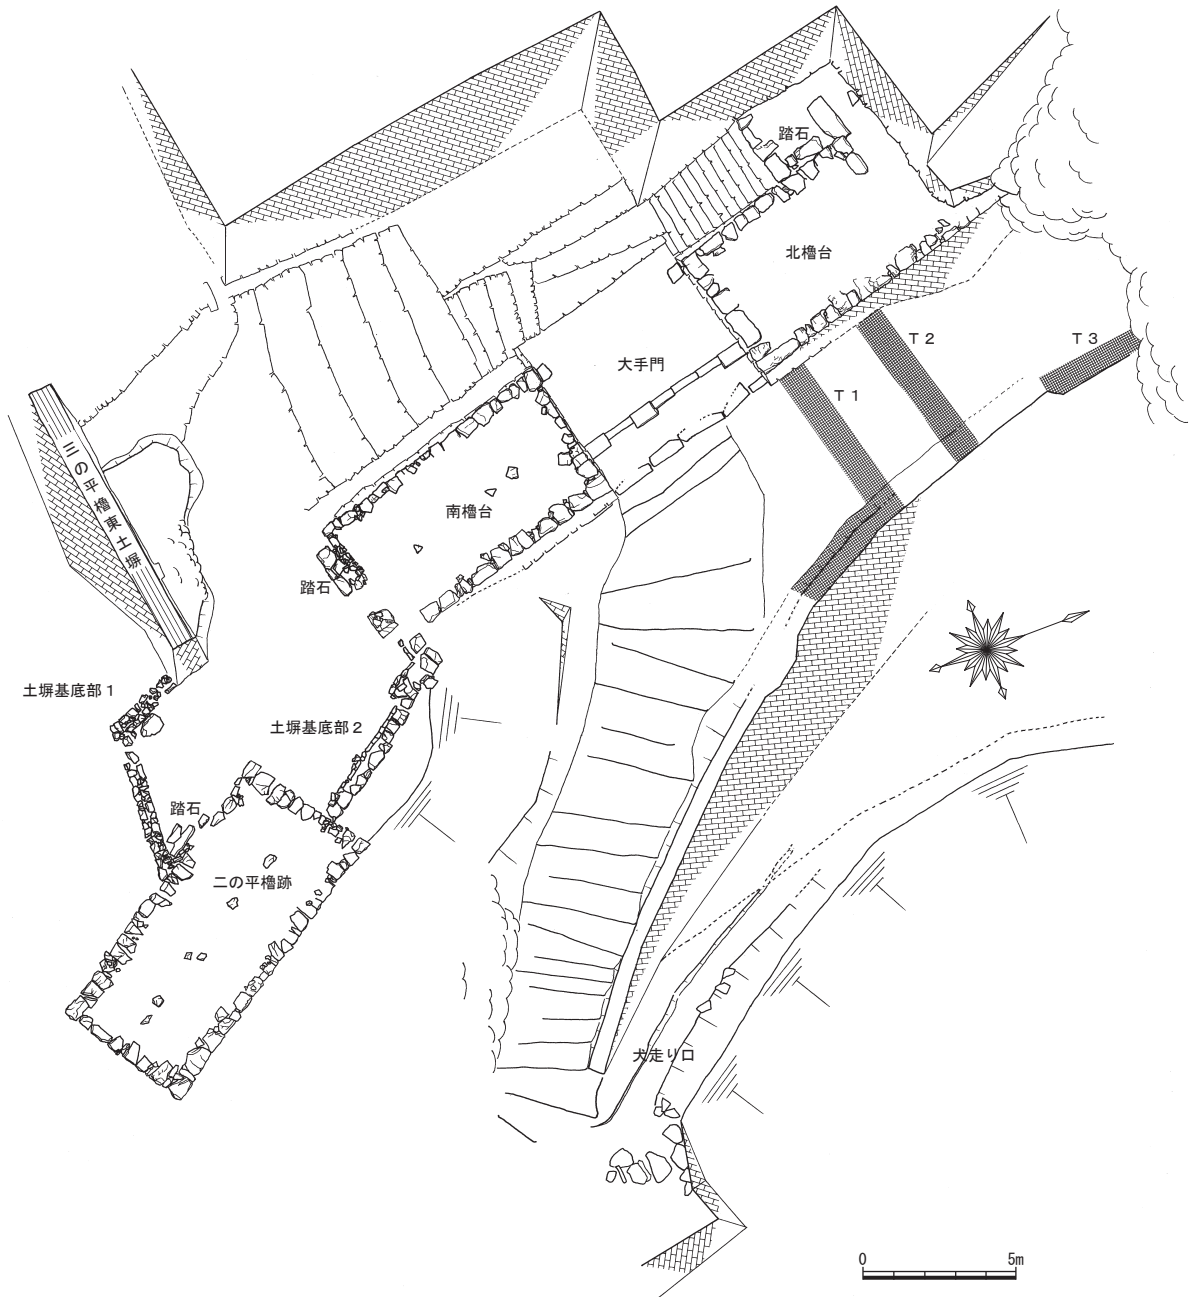 踏石
北櫓台
T2
T3
大手門
T1
三の平櫓東土塀
南櫓台
踏石
土塀基底部1
土塀基底部2
踏石
二の平櫓跡
犬走り口
0 5m